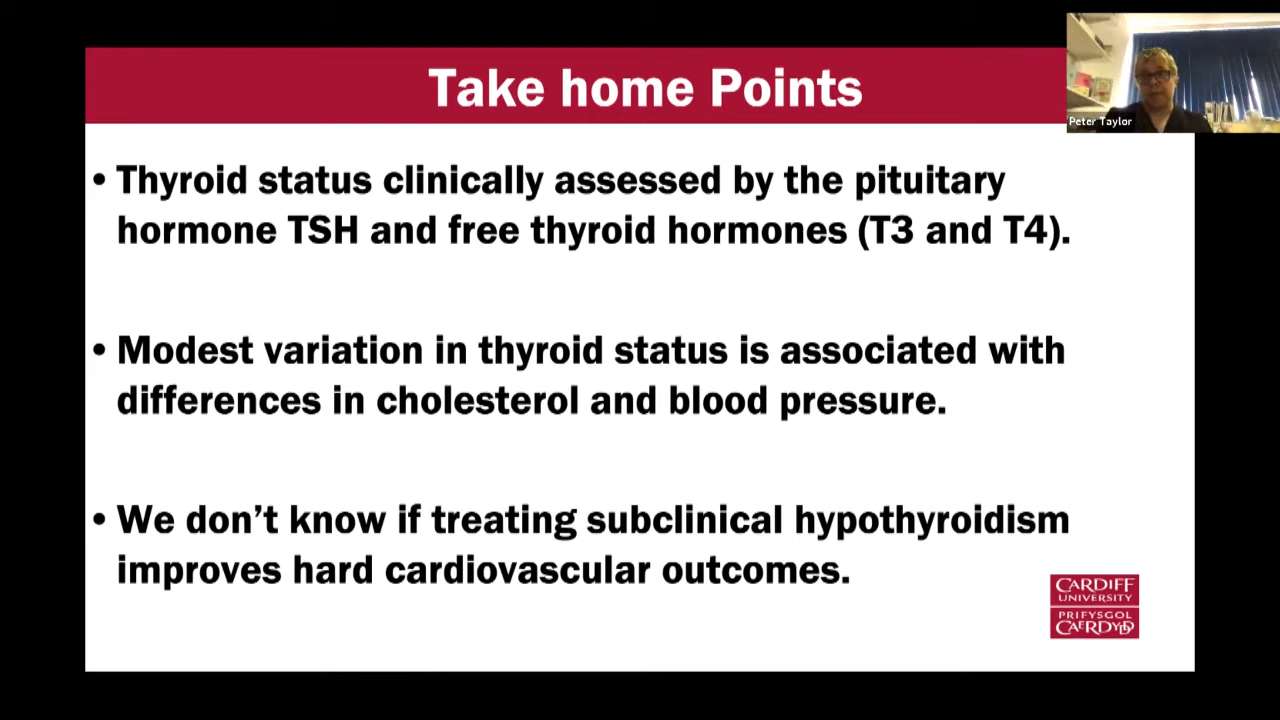 Take home Points
Peter Taylor
• Thyroid status clinically assessed by the pituitary
hormone TSH and free thyroid hormones (T3 and T4).
• Modest variation in thyroid status is associated with
differences in cholesterol and blood pressure.
• We don’t know if treating subclinical hypothyroidism
improves hard cardiovascular outcomes.
CARDIFF
UNIVERSITY
PRIFYSGOL
CAERDYDD